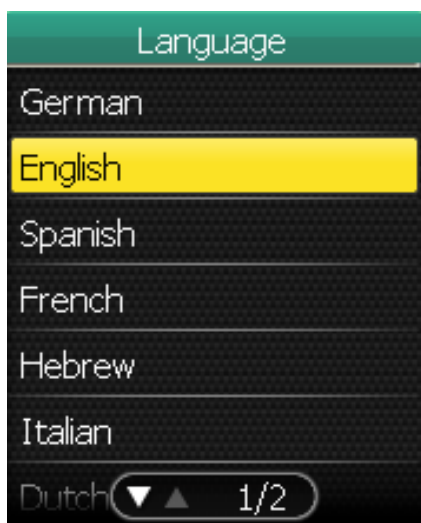 Language
German
English
Spanish
French
Hebrew
Italian
Dutch
1/2